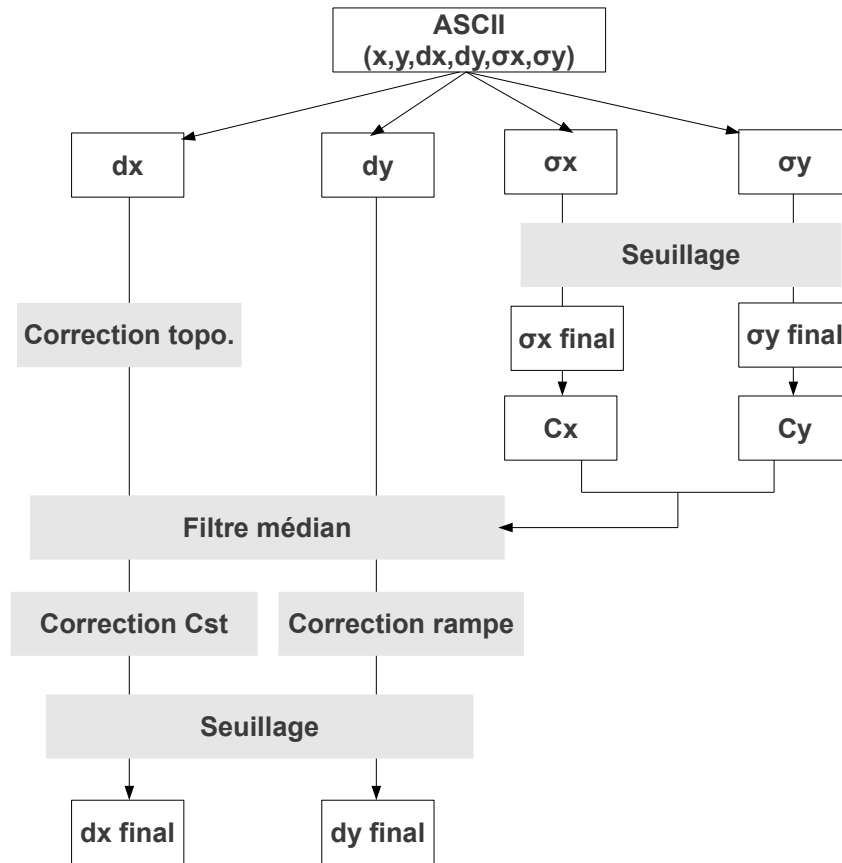 ASCII
(x,y,dx,dy,σx,σy)
dx
dy
σx
σy
Seuillage
Correction topo.
σx final
σy final
Cx
Cy
Filtre médian
Correction Cst
Correction rampe
Seuillage
dx final
dy final